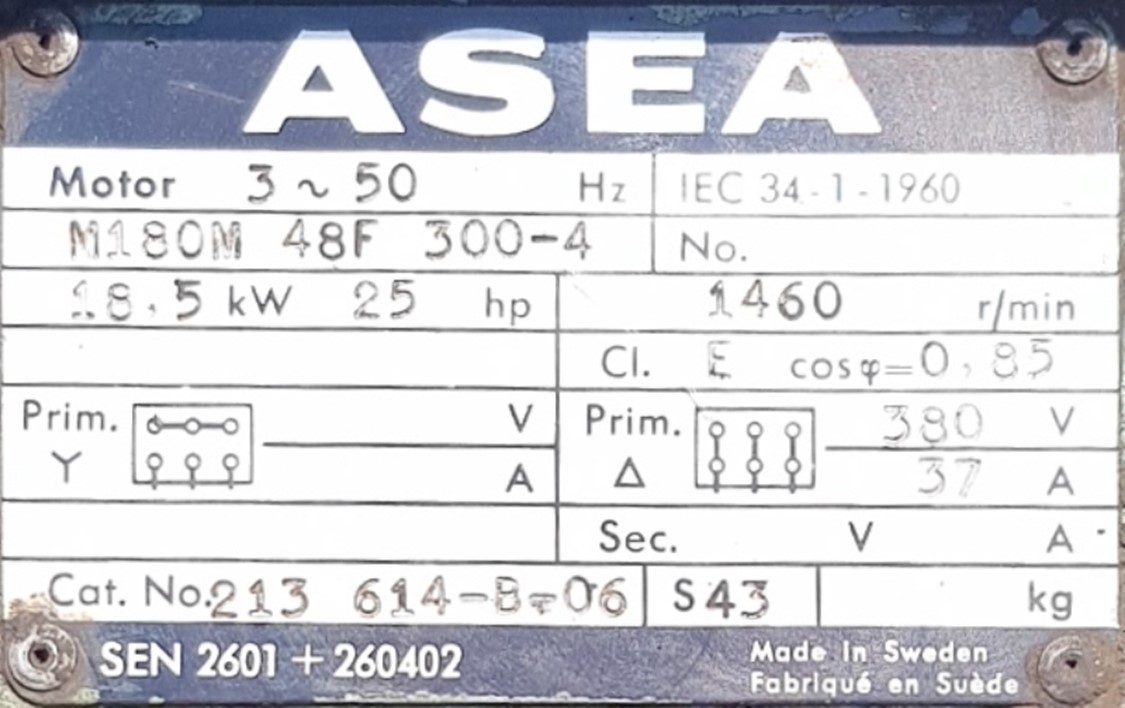 ASEA
Motor 3 ~ 50 Hz IEC 34-1-1960
M180M 48F 300-4 No.
18.5 kW 25 hp 1460 r/min
Cl. E cosφ=0,85
Prim. V Prim. 380 V
Y A Δ 37 A
Sec. V A
Cat. No. 213 614-B-06 S43 kg
SEN 2601 + 260402 Made in Sweden
Fabriqué en Suède